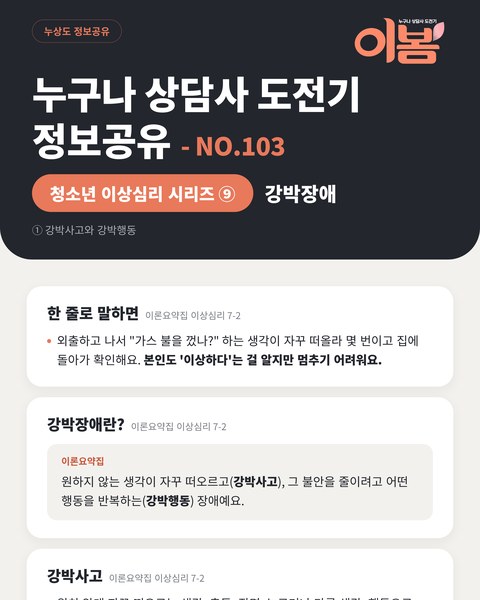 누상도 정보공유
누구나 상담사 도전기
이봄
누구나 상담사 도전기
정보공유 - NO.103
청소년 이상심리 시리즈 ⑨ 강박장애
① 강박사고와 강박행동
한 줄로 말하면 이론요약집 이상심리 7-2
• 외출하고 나서 "가스 불을 껐나?" 하는 생각이 자꾸 떠올라 몇 번이고 집에
돌아가 확인해요. 본인도 '이상하다'는 걸 알지만 멈추기 어려워요.
강박장애란? 이론요약집 이상심리 7-2
이론요약집
원하지 않는 생각이 자꾸 떠오르고(강박사고), 그 불안을 줄이려고 어떤
행동을 반복하는(강박행동) 장애예요.
강박사고 이론요약집 이상심리 7-2